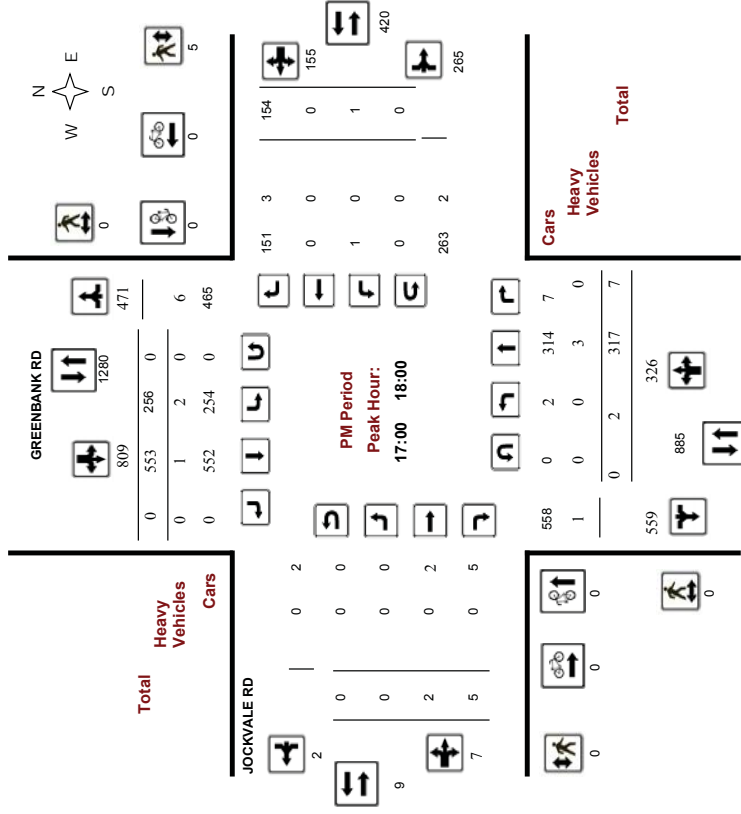 N
W E
S
GREENBANK RD
0
5
0
0
809
1280
471
0 553 256 0
0 1 2 0 6
0 552 254 0 465
Total
Heavy
Vehicles
Cars
JOCKVALE RD
2
9
7
0 2
0 0 0
0 0 0
2 0 2
5 0 5
PM Period
Peak Hour:
17:00 18:00
151 3 154
0 0 0
1 0 1
0 0 0
263 2
155
420
265
558 0 2 314 7 Cars
1 0 0 3 0 Heavy
Vehicles
0 2 317 7 Total
559
885
326
0
0
0
0